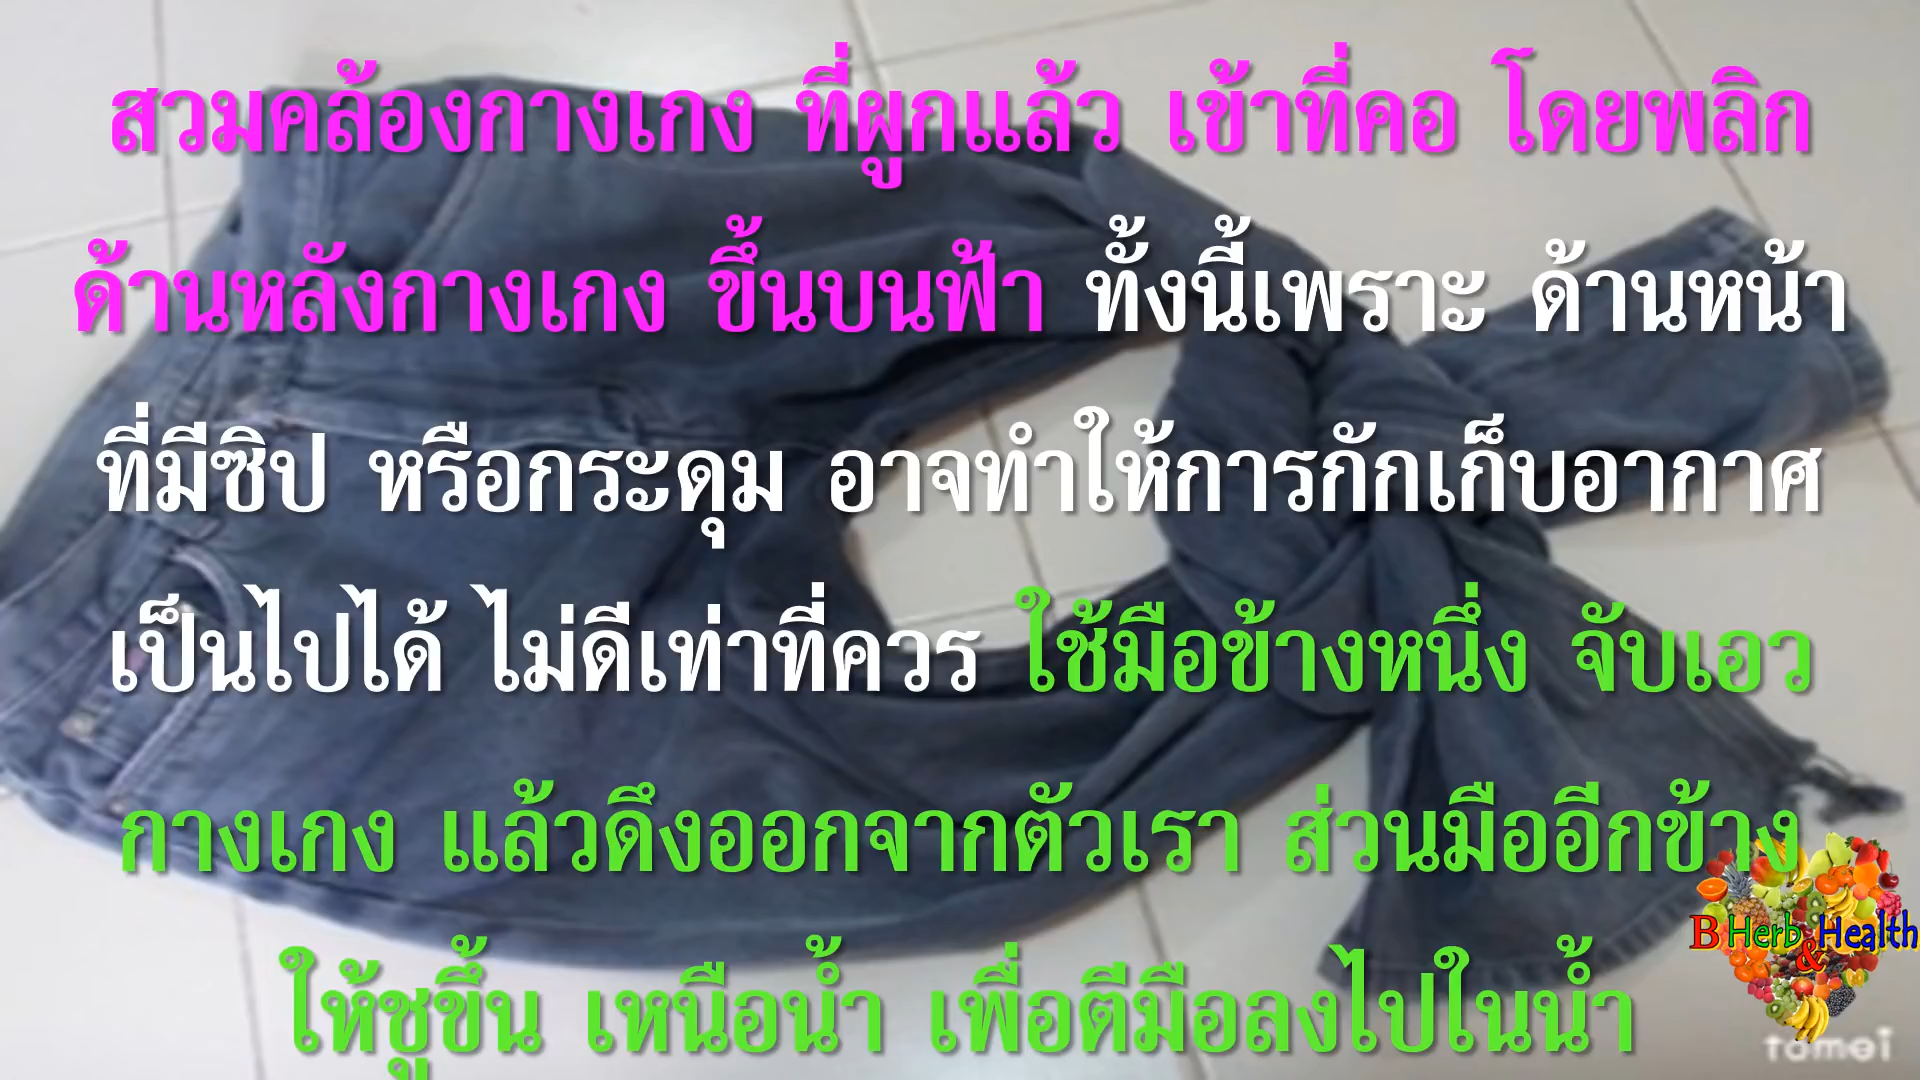 สวมคล้องกางเกง ที่ผูกแล้ว เข้าที่คอ โดยพลิก
ด้านหลังกางเกง ขึ้นบนฟ้า ทั้งนี้เพราะ ด้านหน้า
ที่มีซิป หรือกระดุม อาจทำให้การกักเก็บอากาศ
เป็นไปได้ ไม่ดีเท่าที่ควร ใช้มือข้างหนึ่ง จับเอว
กางเกง แล้วดึงออกจากตัวเรา ส่วนมืออีกข้าง
ให้ชูขึ้น เหนือน้ำ เพื่อตีมือลงไปในน้ำ
B Herb & Health
tomei